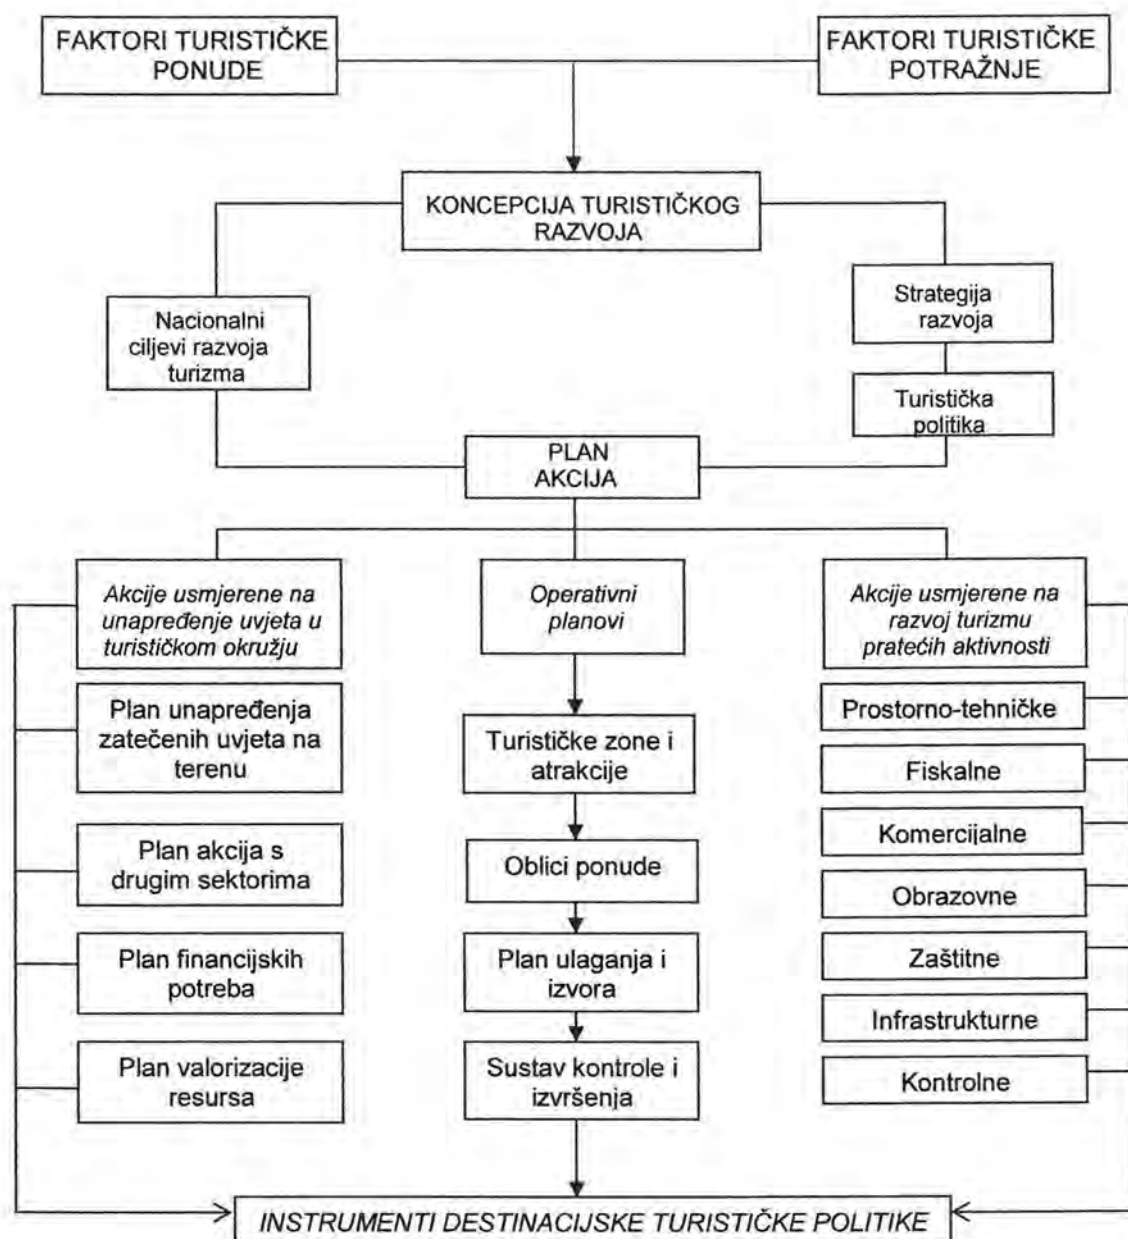 FAKTORI TURISTIČKE
PONUDE
FAKTORI TURISTIČKE
POTRAŽNJE
KONCEPCIJA TURISTIČKOG
RAZVOJA
Nacionalni
ciljevi razvoja
turizma
Strategija
razvoja
Turistička
politika
PLAN
AKCIJA
Akcije usmjerene na
unapređenje uvjeta u
turističkom okružju
Plan unapređenja
zatečenih uvjeta na
terenu
Plan akcija s
drugim sektorima
Plan financijskih
potreba
Plan valorizacije
resursa
Operativni
planovi
Turističke zone i
atrakcije
Oblici ponude
Plan ulaganja i
izvora
Sustav kontrole i
izvršenja
Akcije usmjerene na
razvoj turizmu
pratećih aktivnosti
Prostorno-tehničke
Fiskalne
Komercijalne
Obrazovne
Zaštitne
Infrastrukturne
Kontrolne
INSTRUMENTI DESTINACIJSKE TURISTIČKE POLITIKE